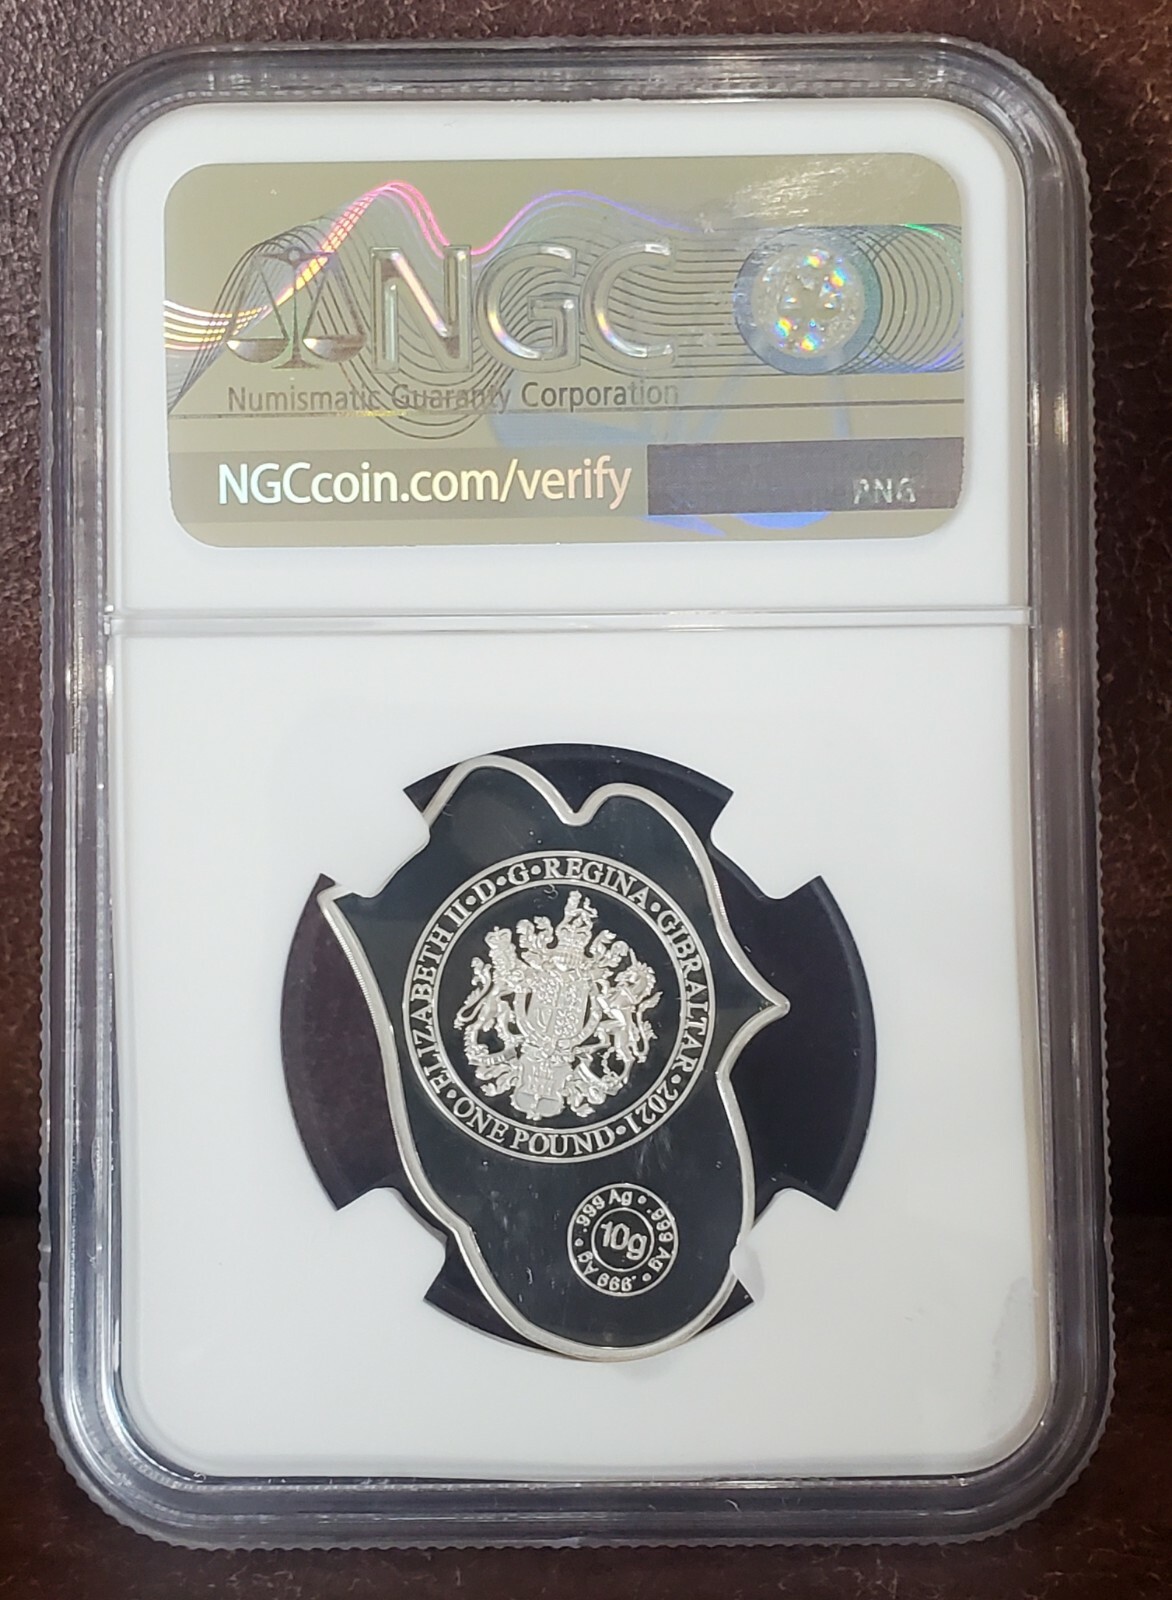 NGC
Numismatic Guaranty Corporation
NGCcoin.com/verify
ELIZABETH II•D•G•REGINA•GIBRALTAR•2021•ONE POUND•
.999 Ag • .999 Ag • .999 Ag •
10g